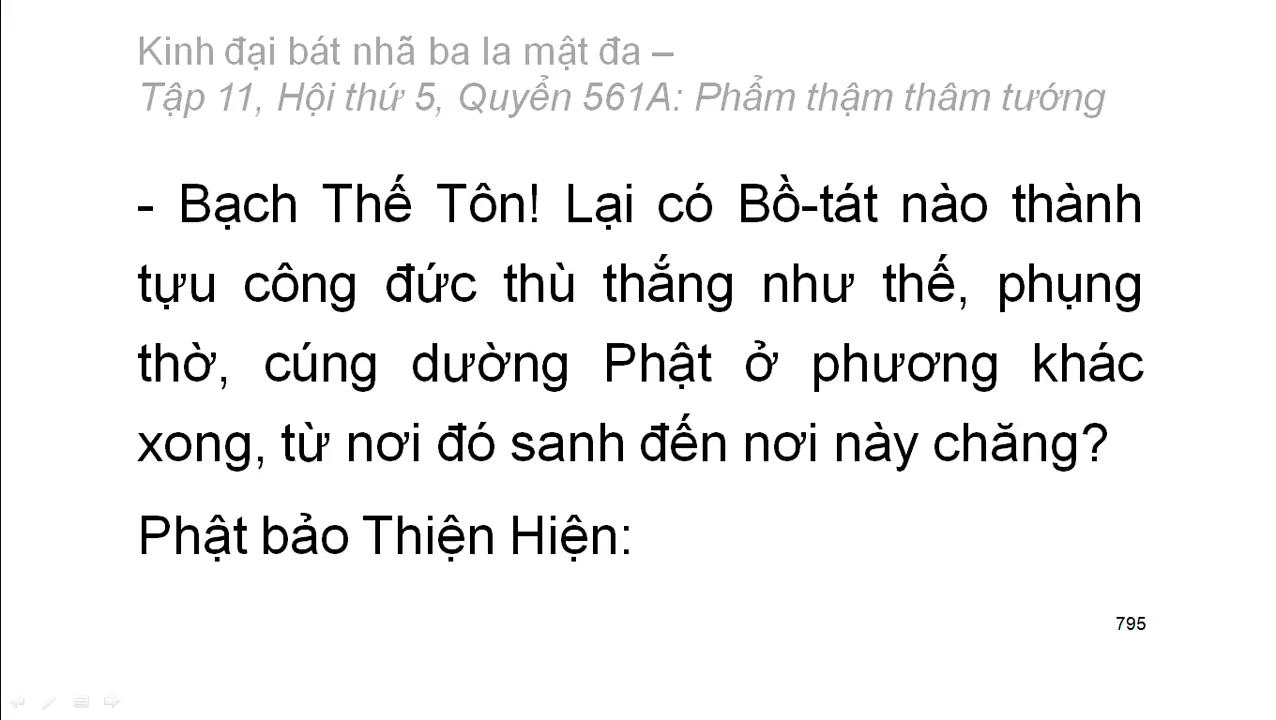 Kinh đại bát nhã ba la mật đa –
Tập 11, Hội thứ 5, Quyển 561A: Phẩm thậm thâm tướng
- Bạch Thế Tôn! Lại có Bồ-tát nào thành
tựu công đức thù thắng như thế, phụng
thờ, cúng dường Phật ở phương khác
xong, từ nơi đó sanh đến nơi này chăng?
Phật bảo Thiện Hiện:
795